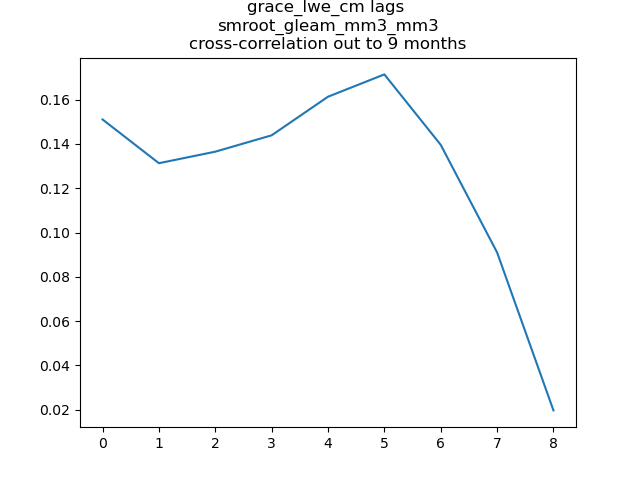 grace_lwe_cm lags
smroot_gleam_mm3_mm3
cross-correlation out to 9 months
0.16
0.14
0.12
0.10
0.08
0.06
0.04
0.02
0 1 2 3 4 5 6 7 8